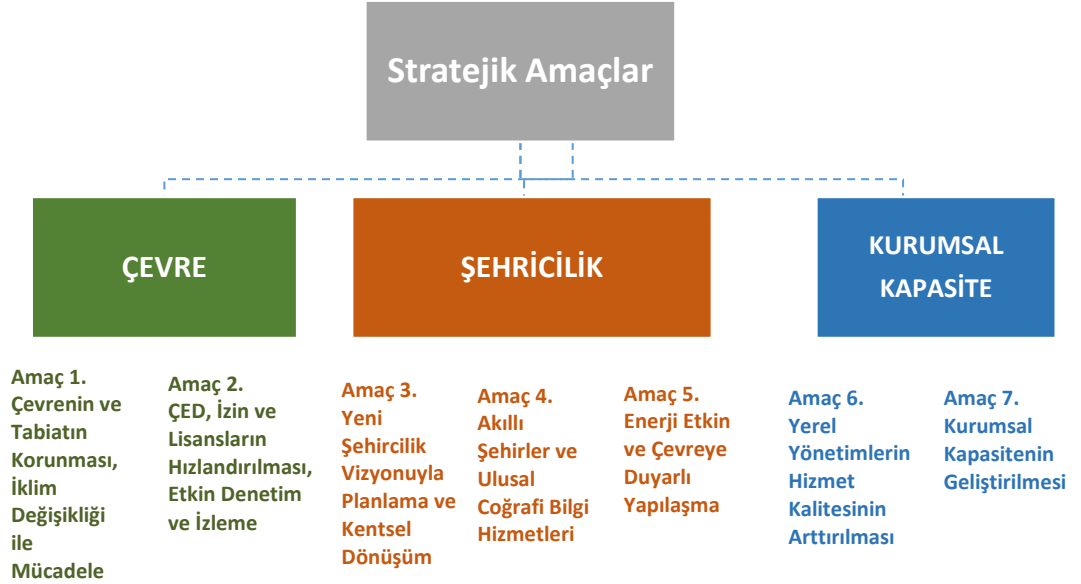 Stratejik Amaçlar
ÇEVRE
ŞEHRİCİLİK
KURUMSAL
KAPASİTE
Amaç 1.
Çevrenin ve
Tabiatın
Korunması,
İklim
Değişikliği
ile
Mücadele
Amaç 2.
ÇED, İzin ve
Lisansların
Hızlandırılması,
Etkin Denetim
ve İzleme
Amaç 3.
Yeni
Şehircilik
Vizyonuyla
Planlama ve
Kentsel
Dönüşüm
Amaç 4.
Akıllı
Şehirler ve
Ulusal
Coğrafi Bilgi
Hizmetleri
Amaç 5.
Enerji Etkin
ve Çevreye
Duyarlı
Yapılaşma
Amaç 6.
Yerel
Yönetimlerin
Hizmet
Kalitesinin
Arttırılması
Amaç 7.
Kurumsal
Kapasitenin
Geliştirilmesi